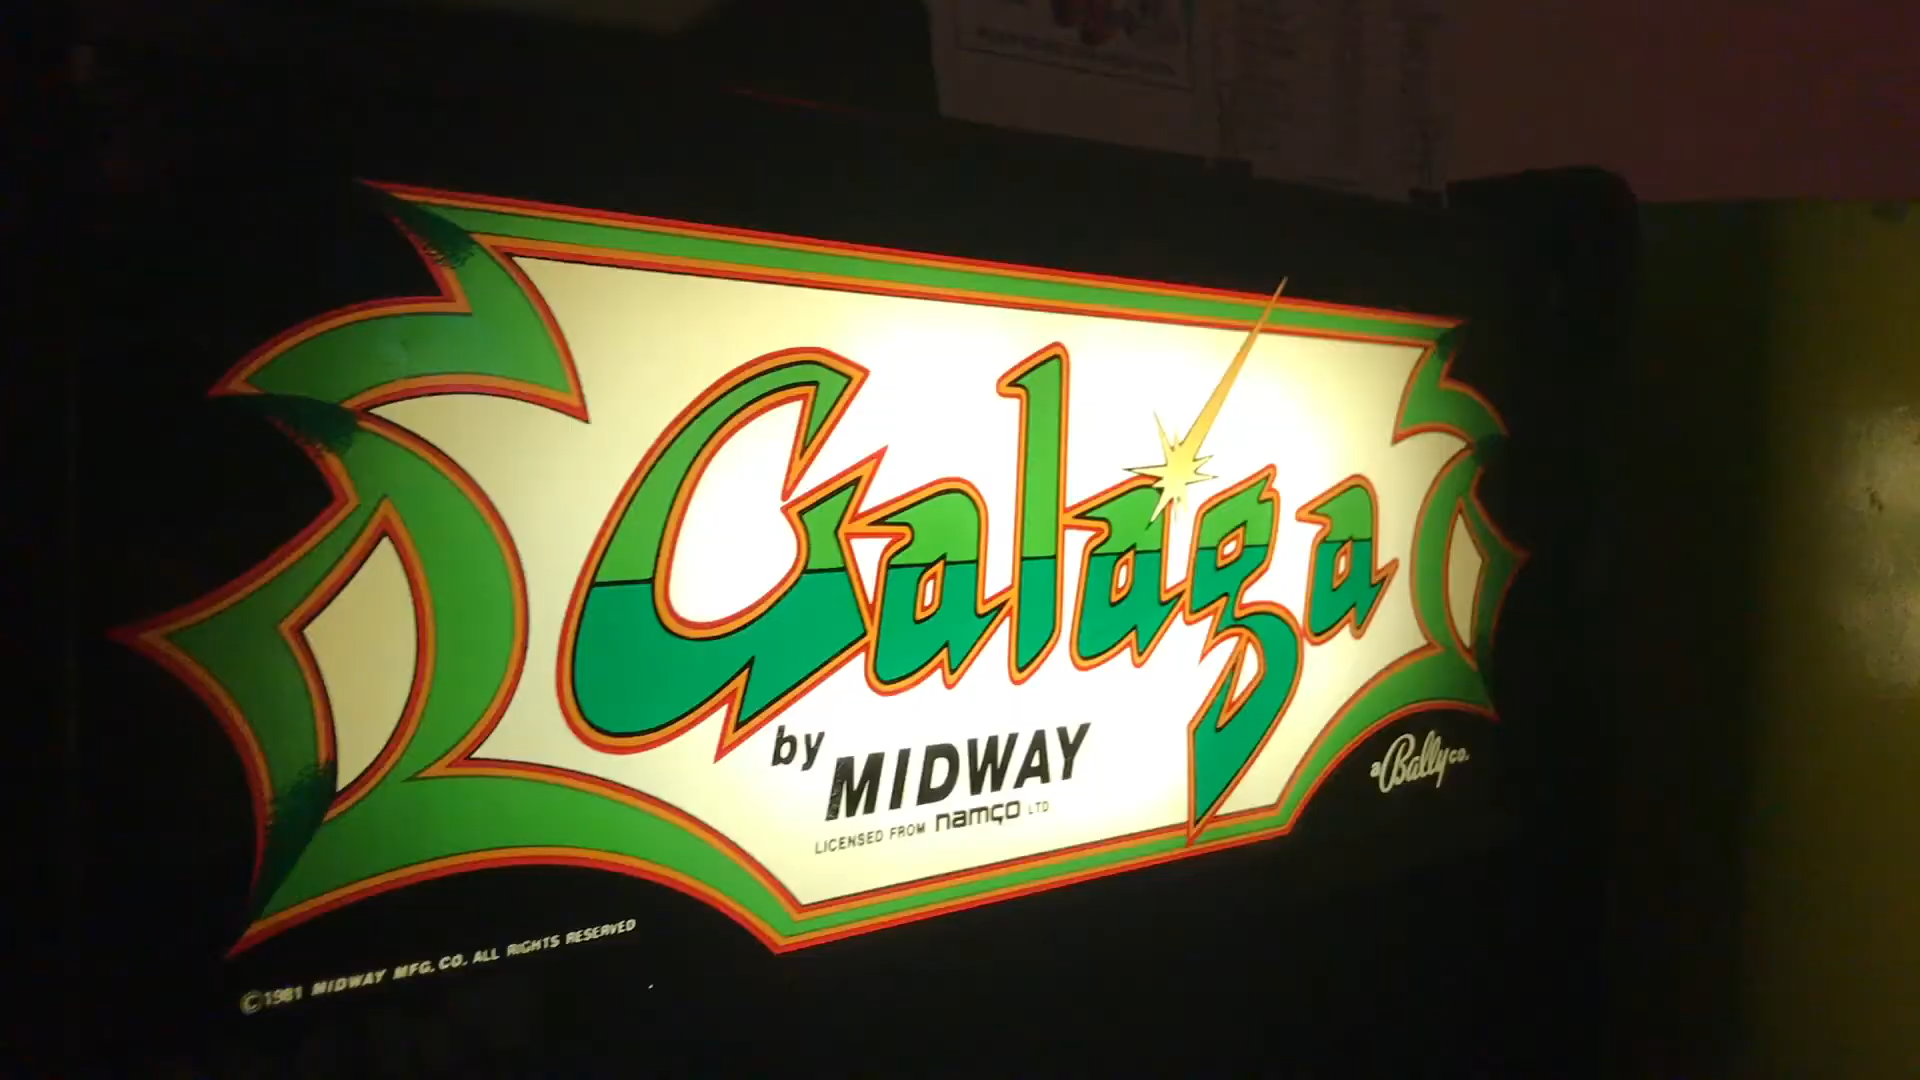 Galaga
by MIDWAY
LICENSED FROM namco LTD
a Bally co.
©1981 MIDWAY MFG. CO. ALL RIGHTS RESERVED